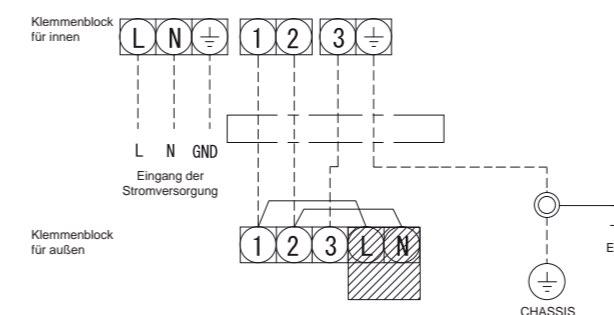 Klemmenblock
für innen
L N 1 2 3
L N GND
Eingang der
Stromversorgung
Klemmenblock
für außen
1 2 3 L N
CHASSIS